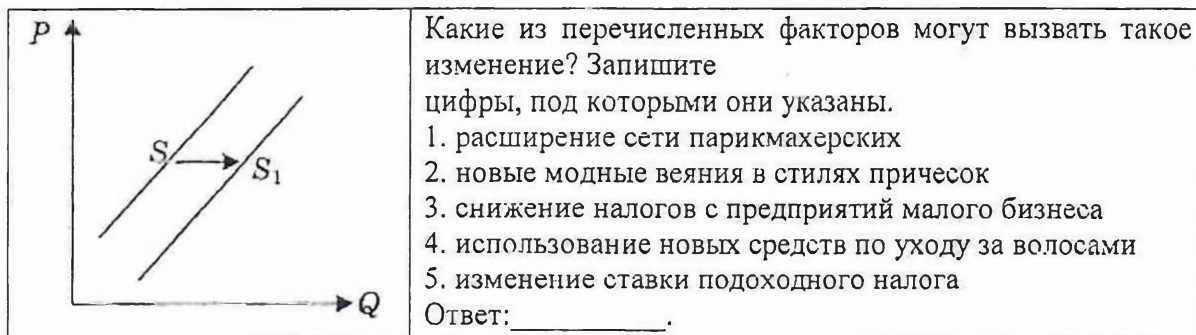 P
S
S₁
Q
Какие из перечисленных факторов могут вызвать такое
изменение? Запишите
цифры, под которыми они указаны.
1. расширение сети парикмахерских
2. новые модные веяния в стилях причесок
3. снижение налогов с предприятий малого бизнеса
4. использование новых средств по уходу за волосами
5. изменение ставки подоходного налога
Ответ:__________.